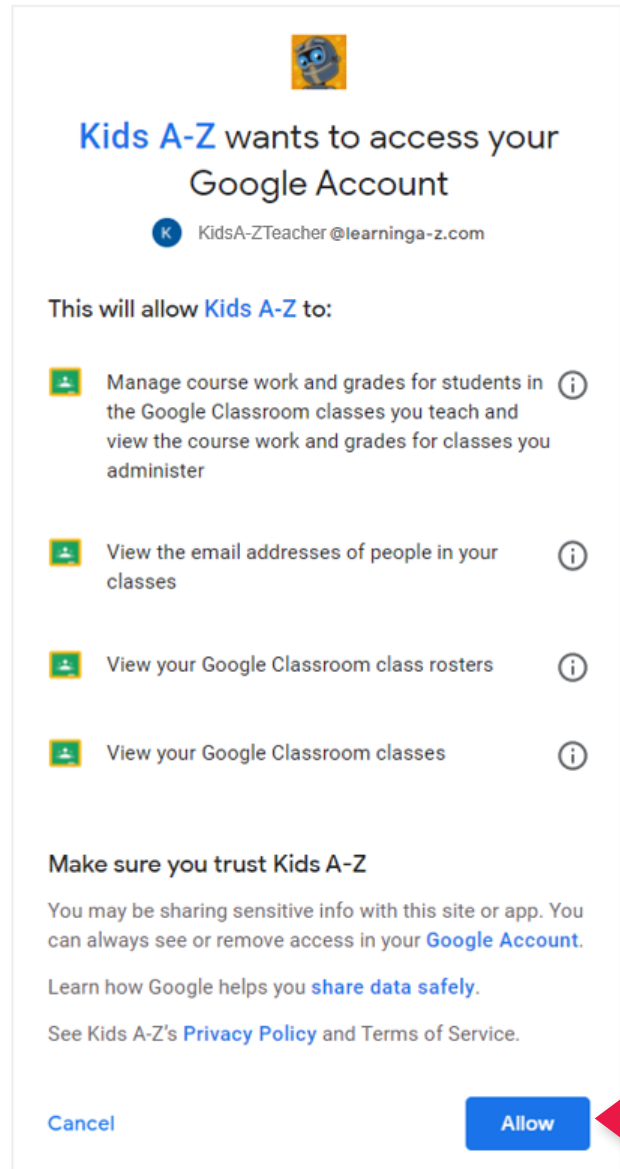 Kids A-Z wants to access your
Google Account
K KidsA-ZTeacher@learninga-z.com
This will allow Kids A-Z to:
Manage course work and grades for students in
the Google Classroom classes you teach and
view the course work and grades for classes you
administer
View the email addresses of people in your
classes
View your Google Classroom class rosters
View your Google Classroom classes
Make sure you trust Kids A-Z
You may be sharing sensitive info with this site or app. You
can always see or remove access in your Google Account.
Learn how Google helps you share data safely.
See Kids A-Z's Privacy Policy and Terms of Service.
Cancel
Allow